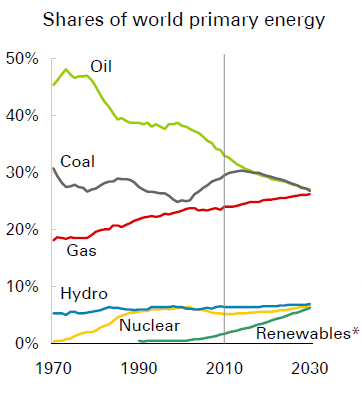 Shares of world primary energy
50%
Oil
40%
Coal
30%
20%
Gas
10%
Hydro
Nuclear
Renewables*
0%
1970 1990 2010 2030